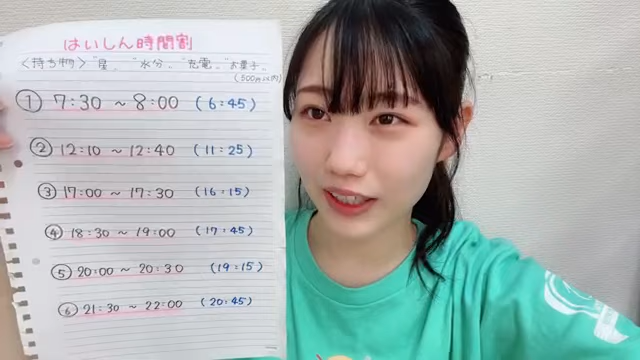 はいしん時間割
〈持ち物〉 "星„ "水分„ "充電„ "お菓子„
(500円以内)
① 7:30 ~ 8:00 (6:45)
② 12:10 ~ 12:40 (11:25)
③ 17:00 ~ 17:30 (16:15)
④ 18:30 ~ 19:00 (17:45)
⑤ 20:00 ~ 20:30 (19:15)
⑥ 21:30 ~ 22:00 (20:45)